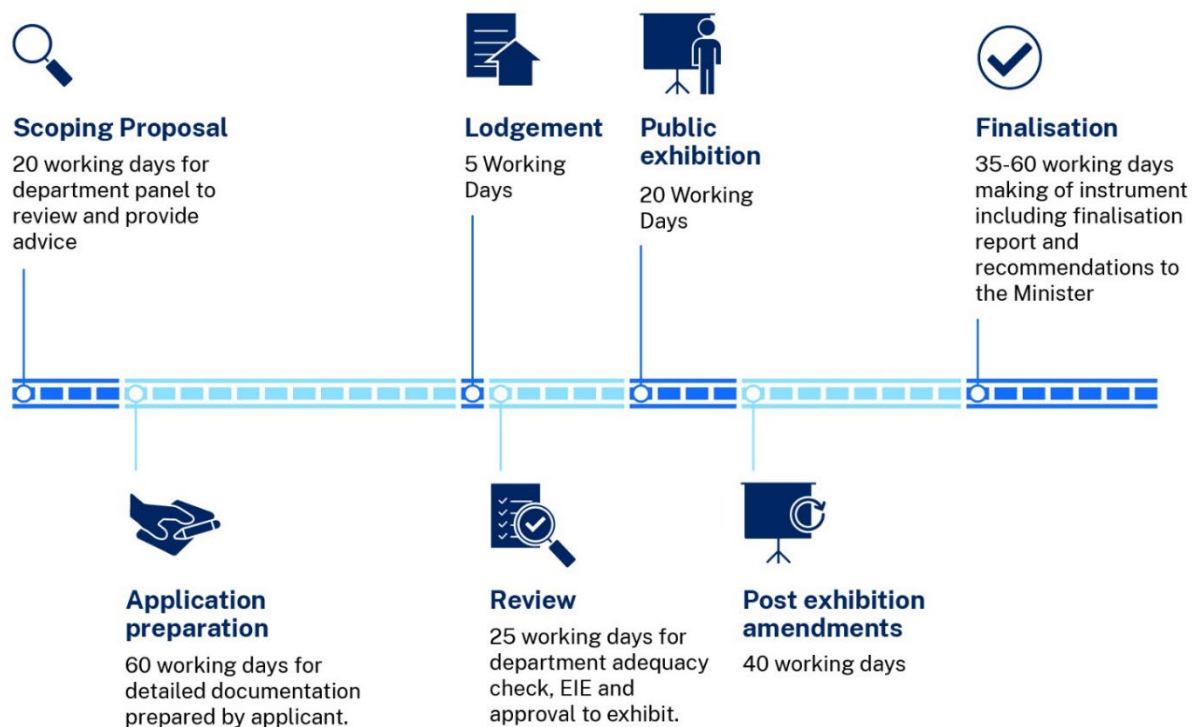 Scoping Proposal
20 working days for
department panel to
review and provide
advice
Lodgement
5 Working
Days
Public
exhibition
20 Working
Days
Finalisation
35-60 working days
making of instrument
including finalisation
report and
recommendations to
the Minister
Application
preparation
60 working days for
detailed documentation
prepared by applicant.
Review
25 working days for
department adequacy
check, EIE and
approval to exhibit.
Post exhibition
amendments
40 working days